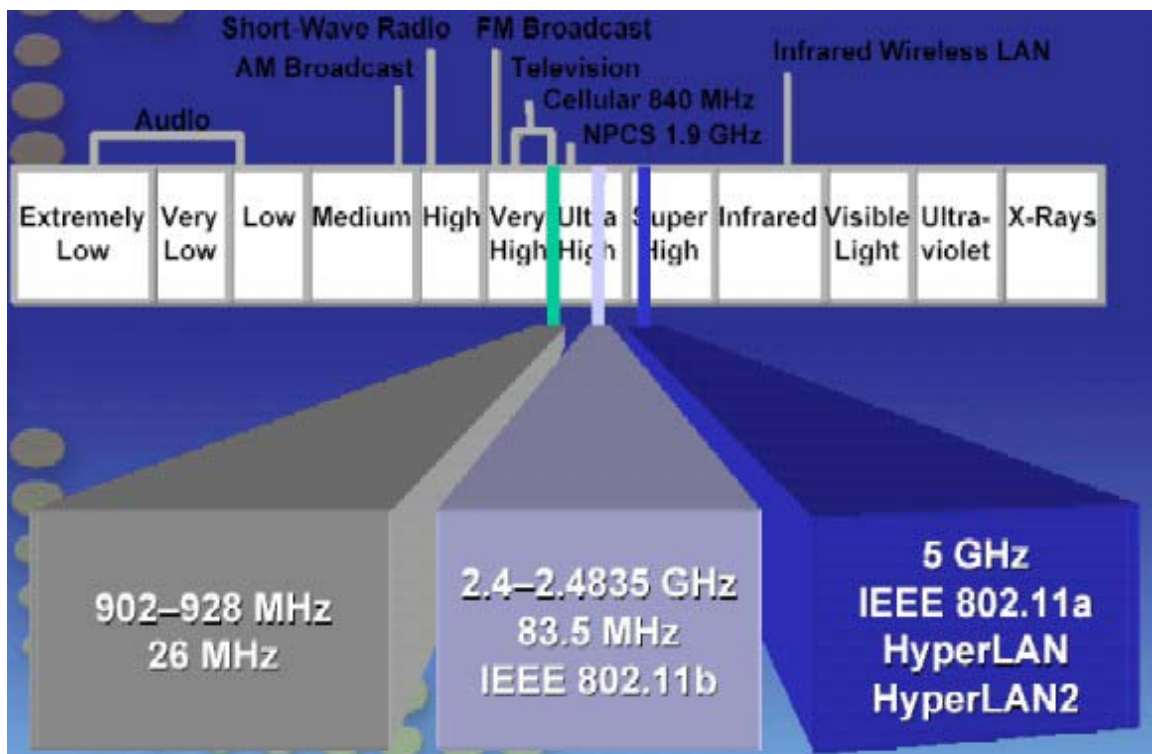 Short-Wave Radio
FM Broadcast
Infrared Wireless LAN
AM Broadcast
Television
Cellular 840 MHz
Audio
NPCS 1.9 GHz
Extremely
Low
Very
Low
Low
Medium
High
Very
High
Ultra
High
Super
High
Infrared
Visible
Light
Ultra-
violet
X-Rays
902–928 MHz
26 MHz
2.4–2.4835 GHz
83.5 MHz
IEEE 802.11b
5 GHz
IEEE 802.11a
HyperLAN
HyperLAN2